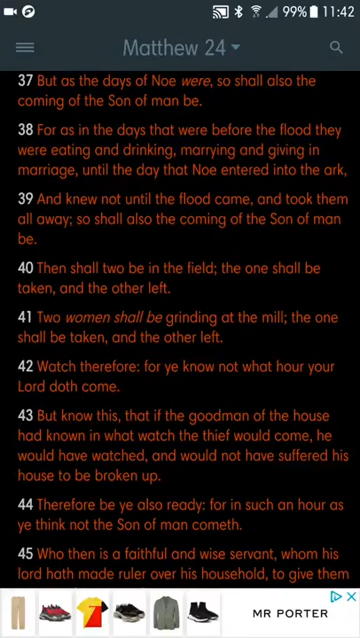 99% 11:42
Matthew 24
37 But as the days of Noe were, so shall also the
coming of the Son of man be.
38 For as in the days that were before the flood they
were eating and drinking, marrying and giving in
marriage, until the day that Noe entered into the ark,
39 And knew not until the flood came, and took them
all away; so shall also the coming of the Son of man
be.
40 Then shall two be in the field; the one shall be
taken, and the other left.
41 Two women shall be grinding at the mill; the one
shall be taken, and the other left.
42 Watch therefore: for ye know not what hour your
Lord doth come.
43 But know this, that if the goodman of the house
had known in what watch the thief would come, he
would have watched, and would not have suffered his
house to be broken up.
44 Therefore be ye also ready: for in such an hour as
ye think not the Son of man cometh.
45 Who then is a faithful and wise servant, whom his
lord hath made ruler over his household, to give them
MR PORTER